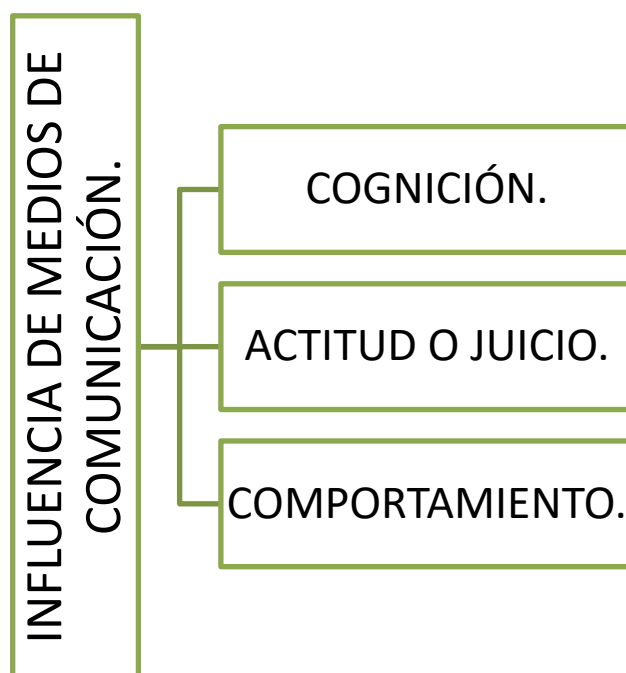 INFLUENCIA DE MEDIOS DE
COMUNICACIÓN.
COGNICIÓN.
ACTITUD O JUICIO.
COMPORTAMIENTO.